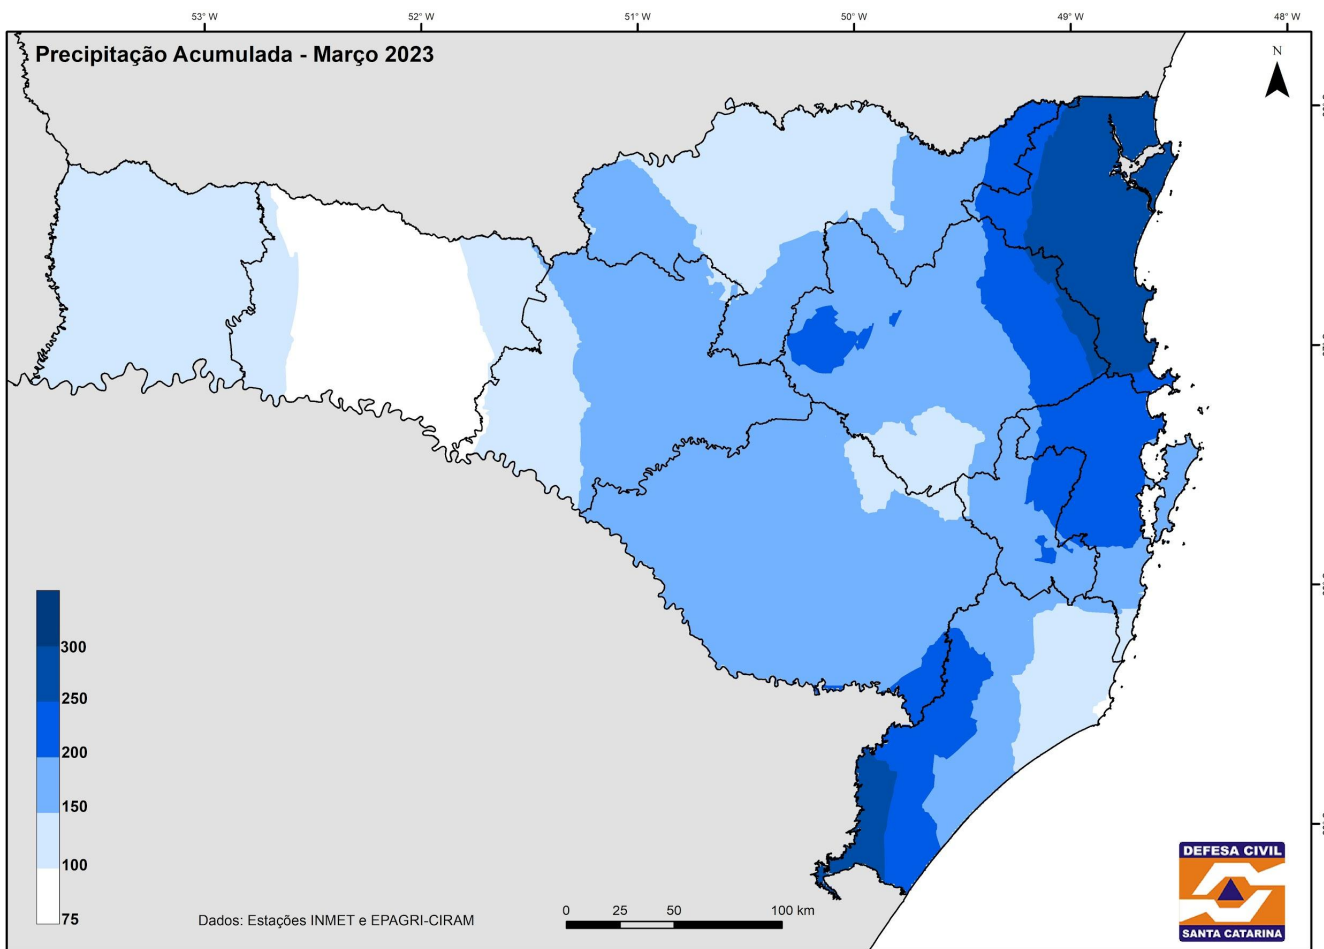 53° W 52° W 51° W 50° W 49° W 48° W
Precipitação Acumulada - Março 2023
N
300
250
200
150
100
75
Dados: Estações INMET e EPAGRI-CIRAM
0 25 50 100 km
DEFESA CIVIL
SANTA CATARINA